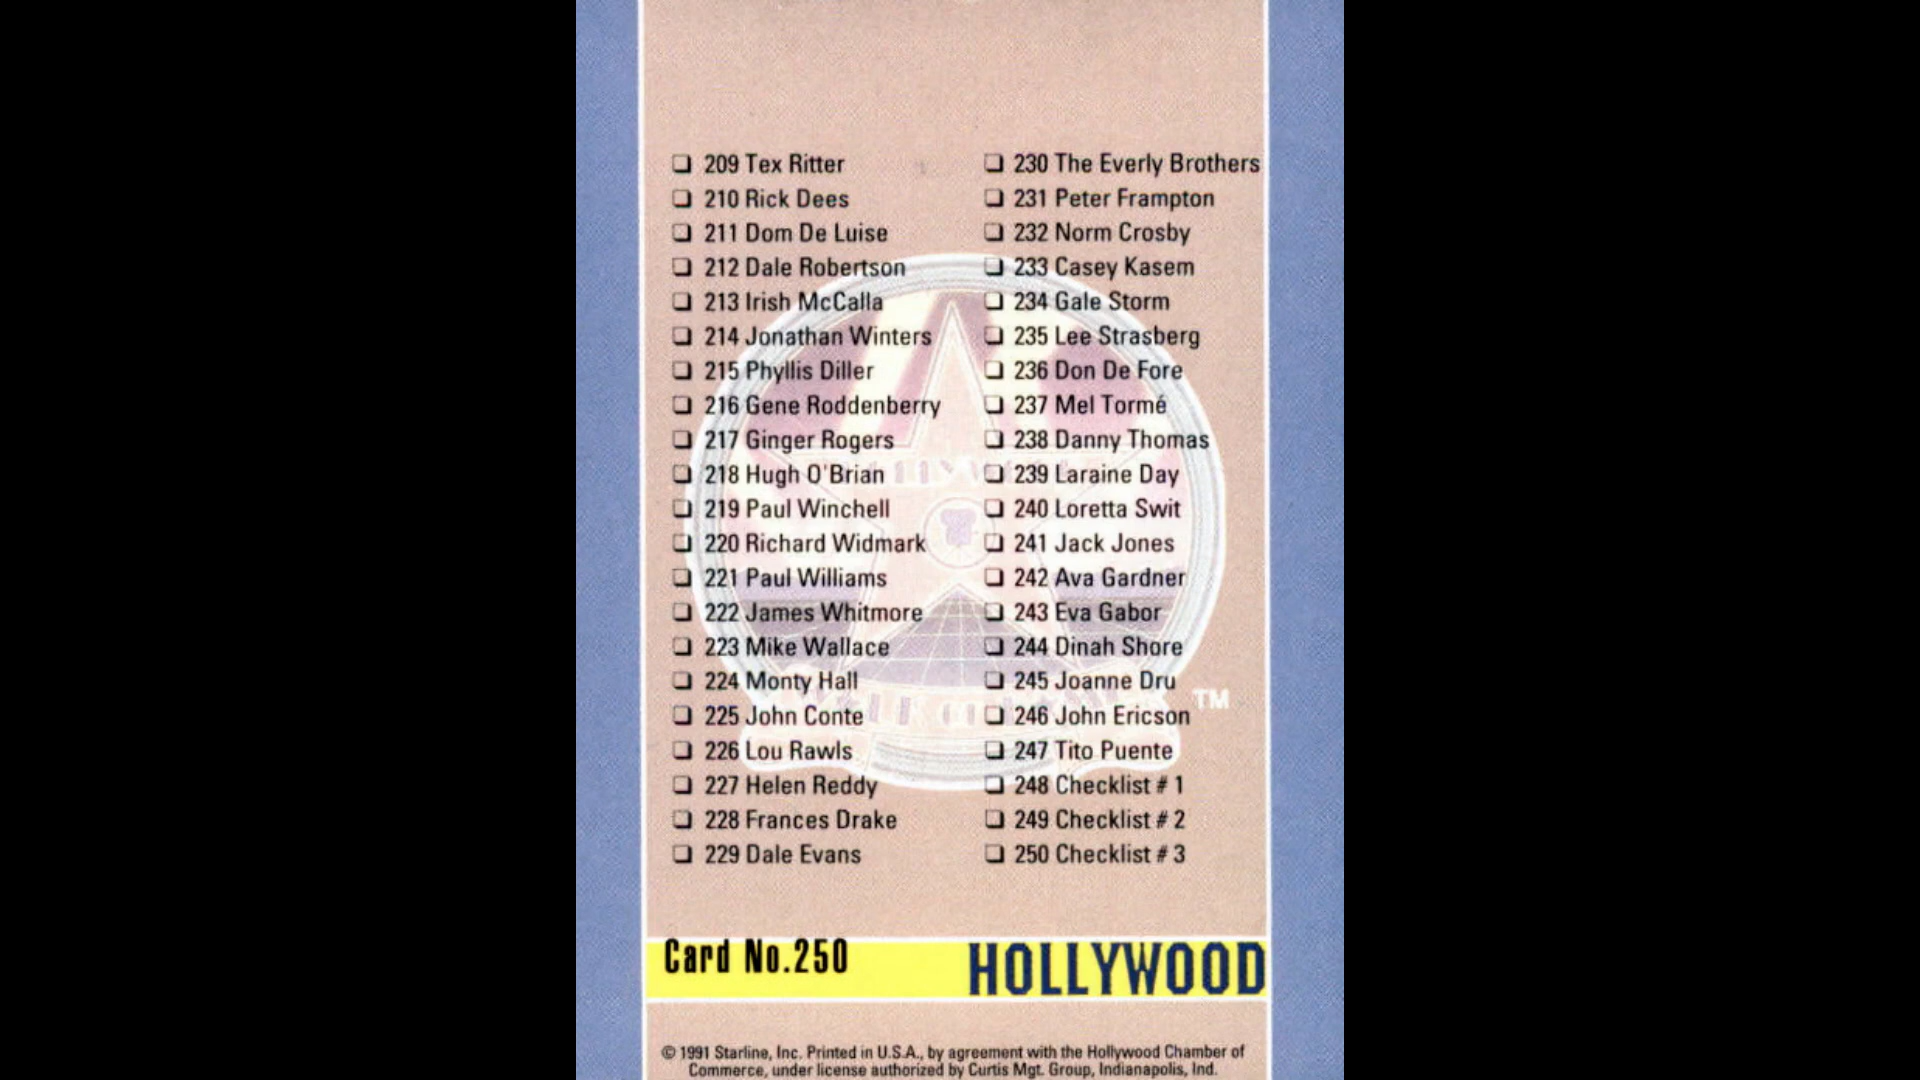 ❑ 209 Tex Ritter
❑ 210 Rick Dees
❑ 211 Dom De Luise
❑ 212 Dale Robertson
❑ 213 Irish McCalla
❑ 214 Jonathan Winters
❑ 215 Phyllis Diller
❑ 216 Gene Roddenberry
❑ 217 Ginger Rogers
❑ 218 Hugh O'Brian
❑ 219 Paul Winchell
❑ 220 Richard Widmark
❑ 221 Paul Williams
❑ 222 James Whitmore
❑ 223 Mike Wallace
❑ 224 Monty Hall
❑ 225 John Conte
❑ 226 Lou Rawls
❑ 227 Helen Reddy
❑ 228 Frances Drake
❑ 229 Dale Evans
❑ 230 The Everly Brothers
❑ 231 Peter Frampton
❑ 232 Norm Crosby
❑ 233 Casey Kasem
❑ 234 Gale Storm
❑ 235 Lee Strasberg
❑ 236 Don De Fore
❑ 237 Mel Tormé
❑ 238 Danny Thomas
❑ 239 Laraine Day
❑ 240 Loretta Swit
❑ 241 Jack Jones
❑ 242 Ava Gardner
❑ 243 Eva Gabor
❑ 244 Dinah Shore
❑ 245 Joanne Dru
❑ 246 John Ericson
❑ 247 Tito Puente
❑ 248 Checklist # 1
❑ 249 Checklist # 2
❑ 250 Checklist # 3
TM
Card No.250
HOLLYWOOD
© 1991 Starline, Inc. Printed in U.S.A., by agreement with the Hollywood Chamber of
Commerce, under license authorized by Curtis Mgt. Group, Indianapolis, Ind.